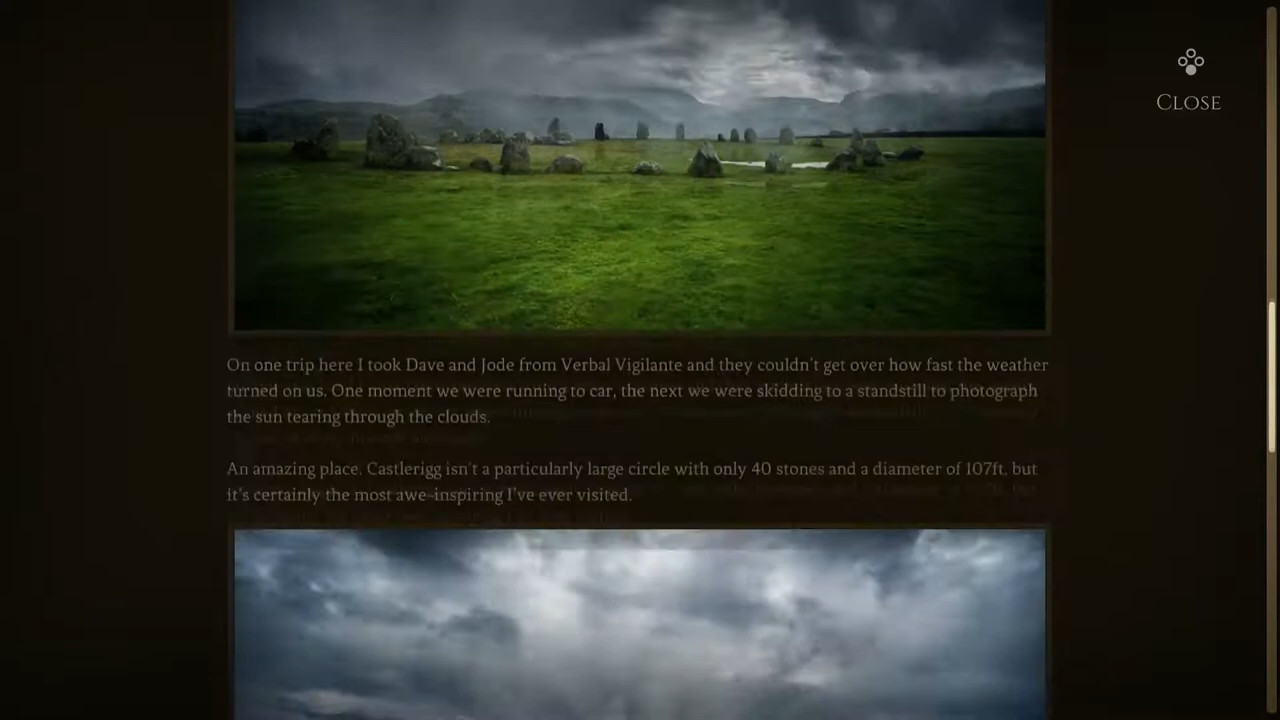 CLOSE
On one trip here I took Dave and Jode from Verbal Vigilante and they couldn't get over how fast the weather
turned on us. One moment we were running to car, the next we were skidding to a standstill to photograph
the sun tearing through the clouds.
An amazing place. Castlerigg isn't a particularly large circle with only 40 stones and a diameter of 107ft, but
it's certainly the most awe-inspiring I've ever visited.